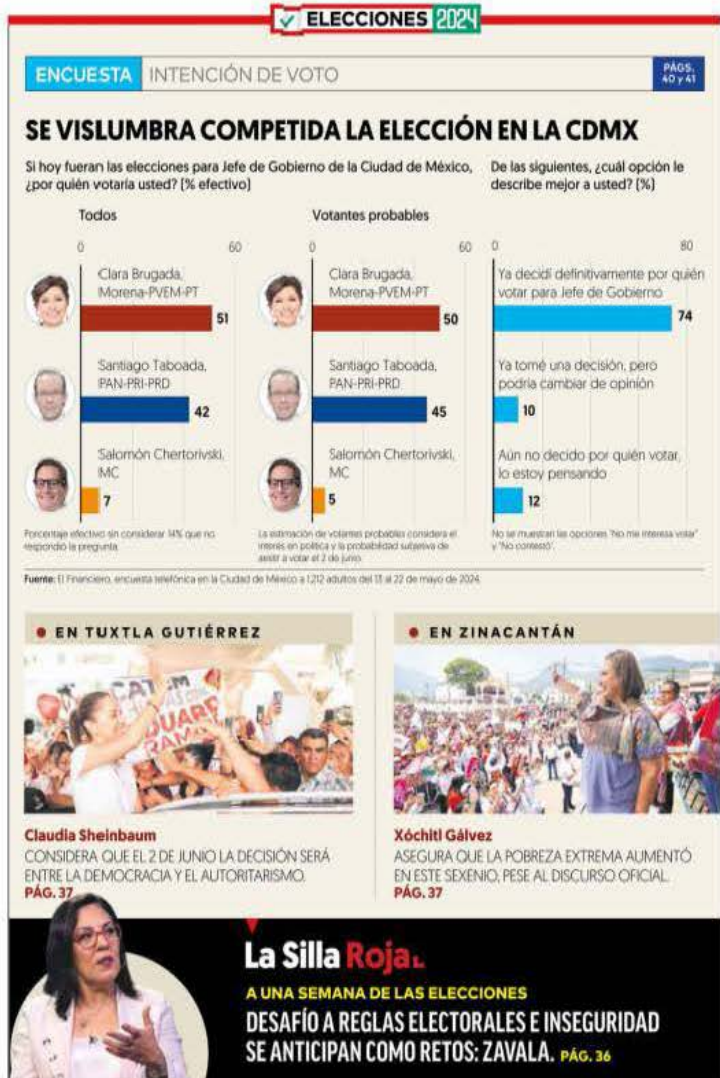 ELECCIONES 2024
ENCUESTA INTENCIÓN DE VOTO
PÁGS.
40 y 41
SE VISLUMBRA COMPETIDA LA ELECCIÓN EN LA CDMX
Si hoy fueran las elecciones para Jefe de Gobierno de la Ciudad de México,
¿por quién votaría usted? [% efectivo]
Todos
0 60
Clara Brugada,
Morena-PVEM-PT
51
Santiago Taboada,
PAN-PRI-PRD
42
Salomón Chertorivski,
MC
7
Porcentaje efectivo sin considerar 14% que no
respondió la pregunta.
Votantes probables
0 60
Clara Brugada,
Morena-PVEM-PT
50
Santiago Taboada,
PAN-PRI-PRD
45
Salomón Chertorivski,
MC
5
La estimación de votantes probables considera el
interés en política y la probabilidad subjetiva de
asistir a votar el 2 de junio.
De las siguientes, ¿cuál opción le
describe mejor a usted? [%]
0 80
Ya decidí definitivamente por quién
votar para Jefe de Gobierno
74
Ya tomé una decisión, pero
podría cambiar de opinión
10
Aún no decido por quién votar,
lo estoy pensando
12
No se muestran las opciones "No me interesa votar"
y "No contestó".
Fuente: El Financiero, encuesta telefónica en la Ciudad de México a 1,212 adultos del 13 al 22 de mayo de 2024.
EN TUXTLA GUTIÉRREZ
Claudia Sheinbaum
CONSIDERA QUE EL 2 DE JUNIO LA DECISIÓN SERÁ
ENTRE LA DEMOCRACIA Y EL AUTORITARISMO.
PÁG. 37
EN ZINACANTÁN
Xóchitl Gálvez
ASEGURA QUE LA POBREZA EXTREMA AUMENTÓ
EN ESTE SEXENIO, PESE AL DISCURSO OFICIAL.
PÁG. 37
La Silla Roja
A UNA SEMANA DE LAS ELECCIONES
DESAFÍO A REGLAS ELECTORALES E INSEGURIDAD
SE ANTICIPAN COMO RETOS: ZAVALA. PÁG. 36